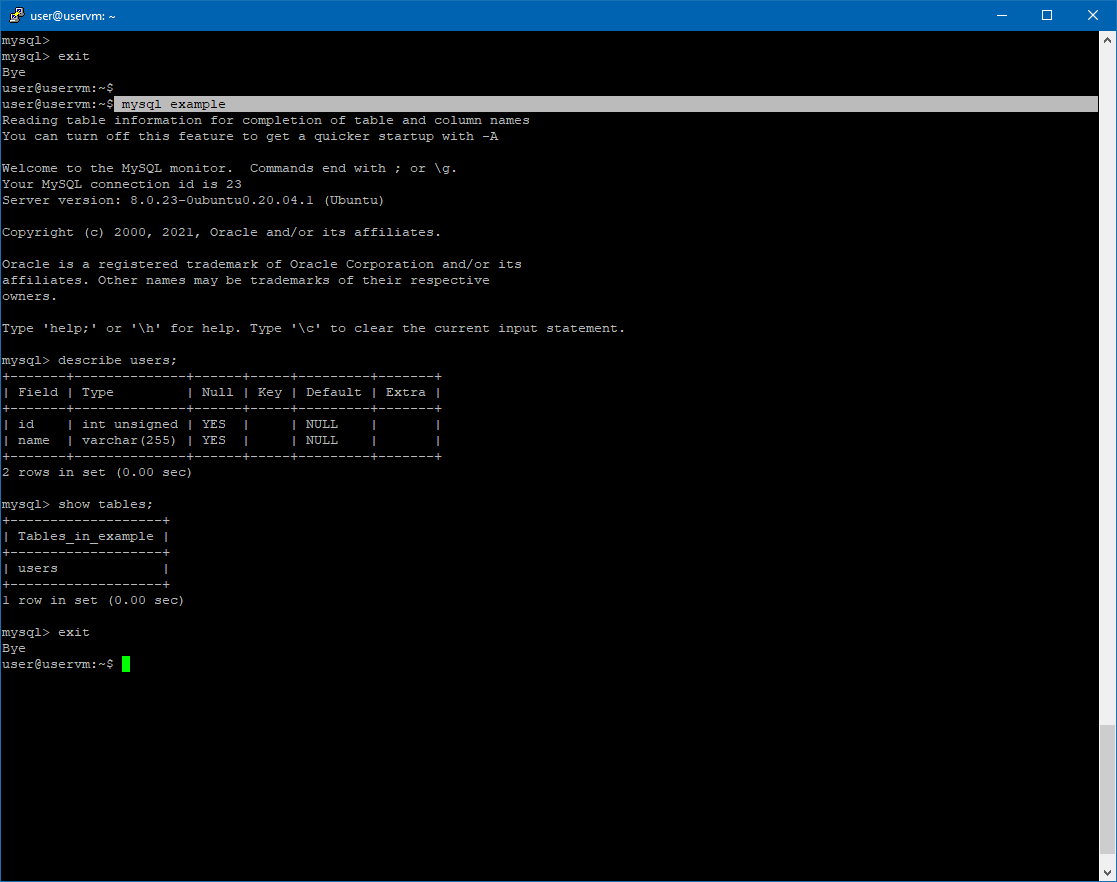 user@uservm: ~
mysql>
mysql> exit
Bye
user@uservm:~$
user@uservm:~$ mysql example
Reading table information for completion of table and column names
You can turn off this feature to get a quicker startup with -A
Welcome to the MySQL monitor.  Commands end with ; or \g.
Your MySQL connection id is 23
Server version: 8.0.23-0ubuntu0.20.04.1 (Ubuntu)
Copyright (c) 2000, 2021, Oracle and/or its affiliates.
Oracle is a registered trademark of Oracle Corporation and/or its
affiliates. Other names may be trademarks of their respective
owners.
Type 'help;' or '\h' for help. Type '\c' to clear the current input statement.
mysql> describe users;
+-------+--------------+------+-----+---------+-------+
| Field | Type         | Null | Key | Default | Extra |
+-------+--------------+------+-----+---------+-------+
| id    | int unsigned | YES  |     | NULL    |       |
| name  | varchar(255) | YES  |     | NULL    |       |
+-------+--------------+------+-----+---------+-------+
2 rows in set (0.00 sec)
mysql> show tables;
+-------------------+
| Tables_in_example |
+-------------------+
| users             |
+-------------------+
1 row in set (0.00 sec)
mysql> exit
Bye
user@uservm:~$